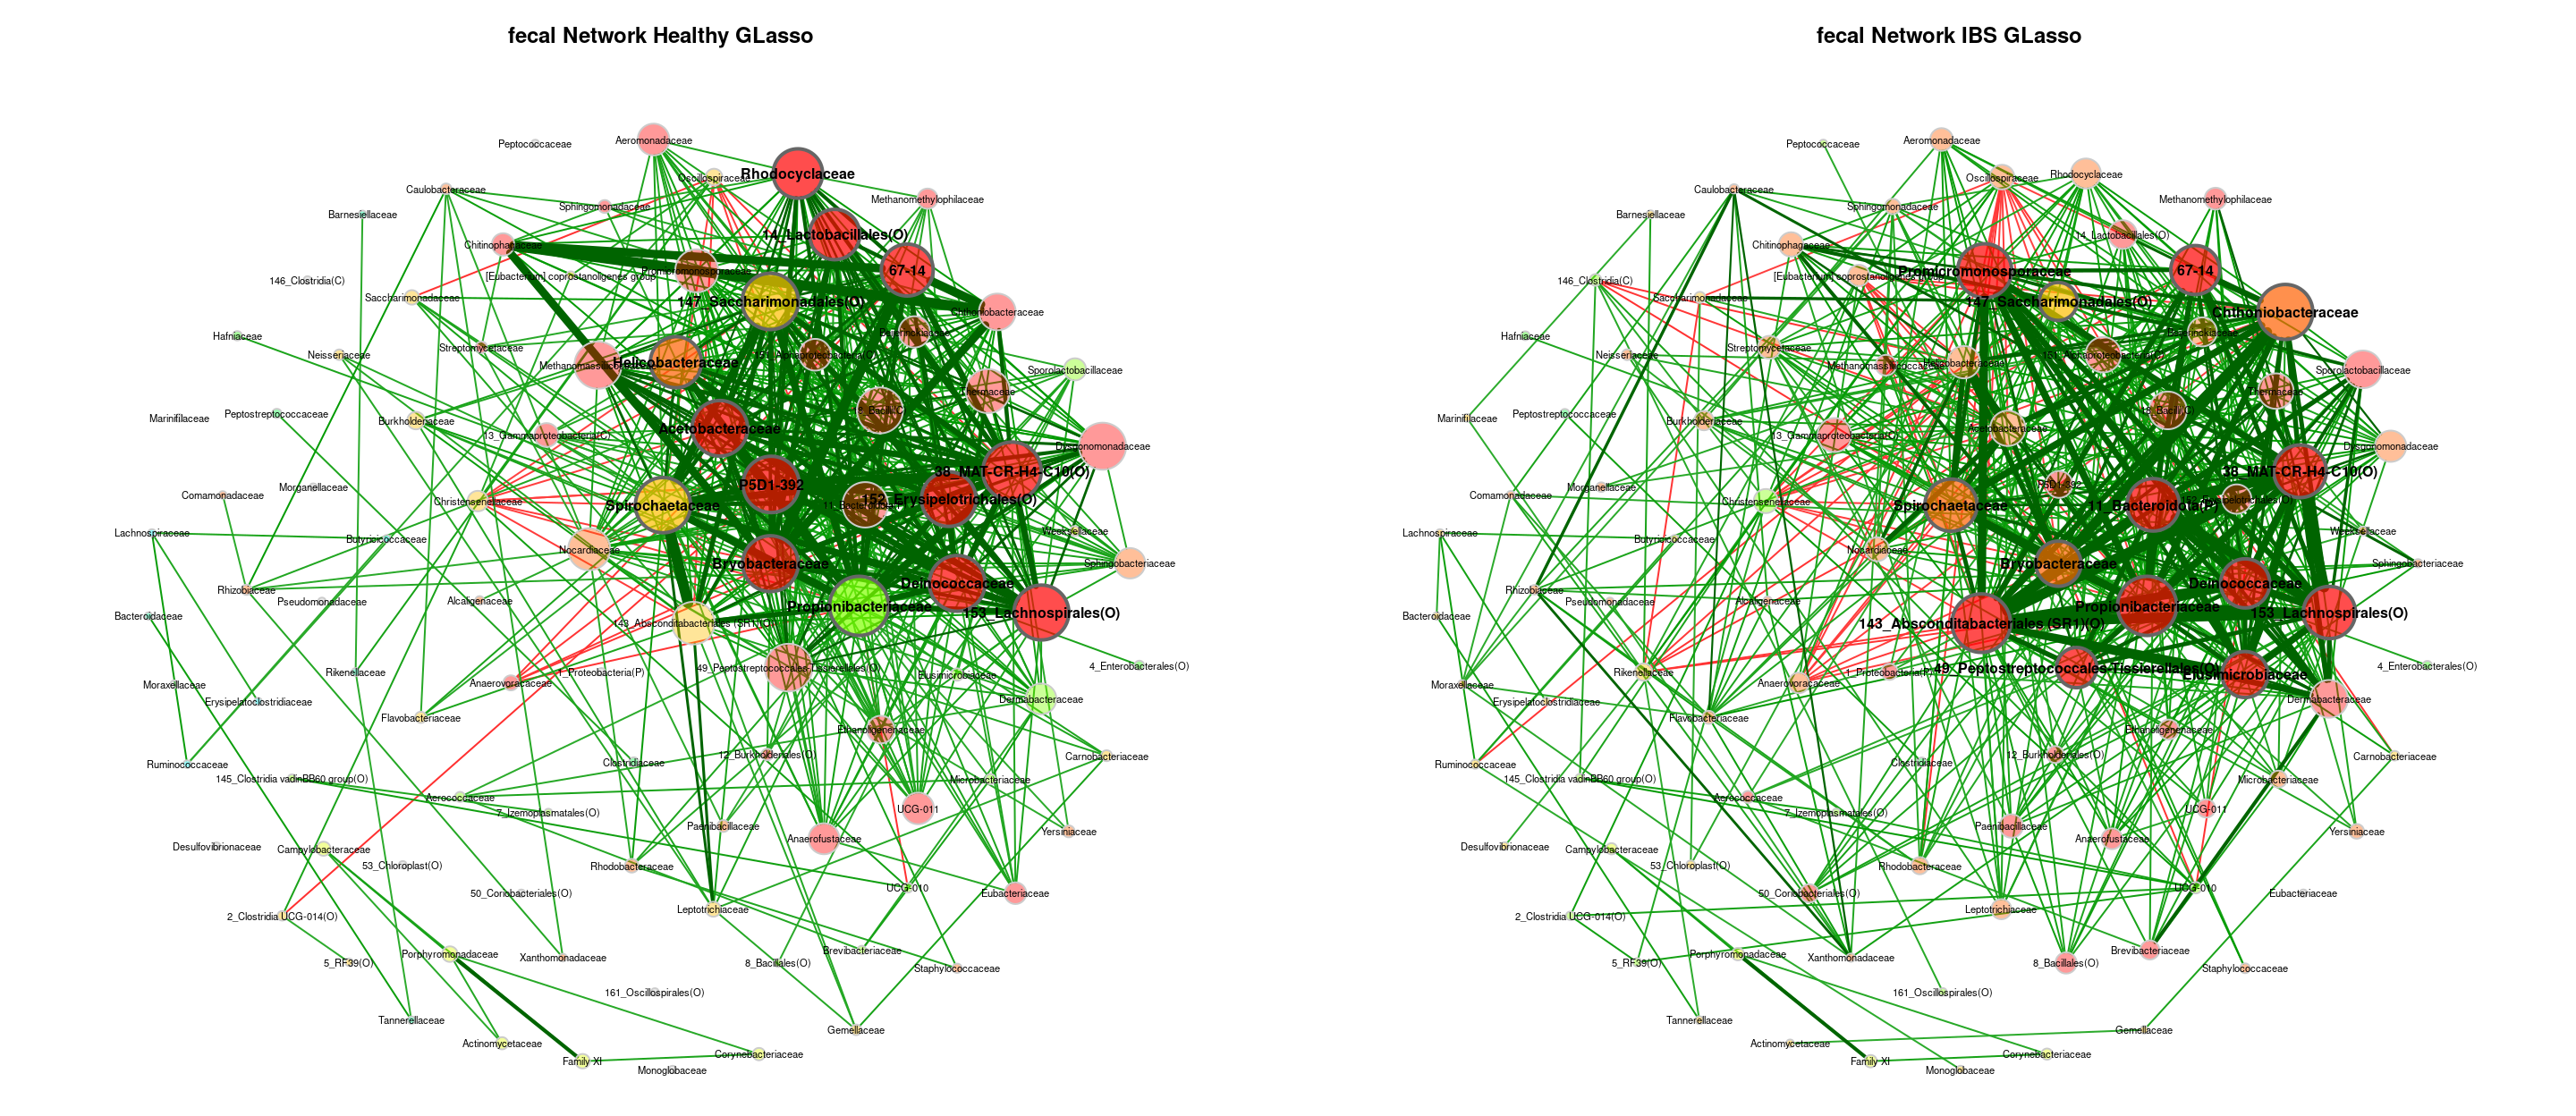 fecal Network Healthy GLasso
Peptococcaceae
Aeromonadaceae
Oscillospiraceae
Rhodocyclaceae
Caulobacteraceae
Methanomethylophilaceae
Sphingomonadaceae
Barnesiellaceae
14_Lactobacillales(O)
Chitinophagaceae
67-14
Promicromonosporaceae
[Eubacterium] coprostanoligenes group
146_Clostridia(C)
Saccharimonadaceae
147_Saccharimonadales(O)
Chthoniobacteraceae
Beijerinckiaceae
Hafniaceae
Streptomycetaceae
Neisseriaceae
151_Alphaproteobacteria(C)
Helicobacteraceae
Methanomassiliicoccaceae
Sporolactobacillaceae
Thermaceae
18_Bacilli(C)
Peptostreptococcaceae
Marinifilaceae
Burkholderiaceae
Acetobacteraceae
13_Gammaproteobacteria(C)
Dysgonomonadaceae
38_MAT-CR-H4-C10(O)
P5D1-392
Morganellaceae
Comamonadaceae
Christensenellaceae
152_Erysipelotrichales(O)
Spirochaetaceae
11_Bacteroidota(P)
Weeksellaceae
Lachnospiraceae
Butyricicoccaceae
Nocardiaceae
Bryobacteraceae
Sphingobacteriaceae
Deinococcaceae
Rhizobiaceae
Pseudomonadaceae
Alcaligenaceae
Propionibacteriaceae
153_Lachnospirales(O)
Bacteroidaceae
143_Absconditabacteriales (SR1)(O)
4_Enterobacterales(O)
49_Peptostreptococcales-Tissierellales(O)
Rikenellaceae
1_Proteobacteria(P)
Elusimicrobiaceae
Moraxellaceae
Anaerovoracaceae
Erysipelatoclostridiaceae
Dermabacteraceae
Flavobacteriaceae
Ethanoligenenaceae
12_Burkholderiales(O)
Carnobacteriaceae
Ruminococcaceae
Clostridiaceae
145_Clostridia vadinBB60 group(O)
Microbacteriaceae
Aerococcaceae
UCG-011
7_Izemoplasmatales(O)
Paenibacillaceae
Yersiniaceae
Anaerofustaceae
Desulfovibrionaceae
Campylobacteraceae
53_Chloroplast(O)
Rhodobacteraceae
UCG-010
50_Coriobacteriales(O)
Eubacteriaceae
Leptotrichiaceae
2_Clostridia UCG-014(O)
Brevibacteriaceae
Porphyromonadaceae
Xanthomonadaceae
5_RF39(O)
8_Bacillales(O)
Staphylococcaceae
161_Oscillospirales(O)
Tannerellaceae
Gemellaceae
Actinomycetaceae
Corynebacteriaceae
Family XI
Monoglobaceae
fecal Network IBS GLasso
Peptococcaceae
Aeromonadaceae
Oscillospiraceae
Rhodocyclaceae
Caulobacteraceae
Methanomethylophilaceae
Sphingomonadaceae
Barnesiellaceae
14_Lactobacillales(O)
Chitinophagaceae
67-14
Promicromonosporaceae
[Eubacterium] coprostanoligenes group
146_Clostridia(C)
Saccharimonadaceae
147_Saccharimonadales(O)
Chthoniobacteraceae
Beijerinckiaceae
Hafniaceae
Streptomycetaceae
Neisseriaceae
151_Alphaproteobacteria(C)
Helicobacteraceae
Methanomassiliicoccaceae
Sporolactobacillaceae
Thermaceae
18_Bacilli(C)
Peptostreptococcaceae
Marinifilaceae
Burkholderiaceae
Acetobacteraceae
13_Gammaproteobacteria(C)
Dysgonomonadaceae
38_MAT-CR-H4-C10(O)
P5D1-392
Morganellaceae
Comamonadaceae
Christensenellaceae
152_Erysipelotrichales(O)
Spirochaetaceae
11_Bacteroidota(P)
Weeksellaceae
Lachnospiraceae
Butyricicoccaceae
Nocardiaceae
Bryobacteraceae
Sphingobacteriaceae
Deinococcaceae
Rhizobiaceae
Pseudomonadaceae
Alcaligenaceae
Propionibacteriaceae
153_Lachnospirales(O)
Bacteroidaceae
143_Absconditabacteriales (SR1)(O)
4_Enterobacterales(O)
49_Peptostreptococcales-Tissierellales(O)
Rikenellaceae
1_Proteobacteria(P)
Elusimicrobiaceae
Moraxellaceae
Anaerovoracaceae
Erysipelatoclostridiaceae
Dermabacteraceae
Flavobacteriaceae
Ethanoligenenaceae
12_Burkholderiales(O)
Carnobacteriaceae
Ruminococcaceae
Clostridiaceae
145_Clostridia vadinBB60 group(O)
Microbacteriaceae
Aerococcaceae
UCG-011
7_Izemoplasmatales(O)
Paenibacillaceae
Yersiniaceae
Anaerofustaceae
Desulfovibrionaceae
Campylobacteraceae
53_Chloroplast(O)
Rhodobacteraceae
UCG-010
50_Coriobacteriales(O)
Eubacteriaceae
Leptotrichiaceae
2_Clostridia UCG-014(O)
Brevibacteriaceae
Porphyromonadaceae
Xanthomonadaceae
5_RF39(O)
8_Bacillales(O)
Staphylococcaceae
161_Oscillospirales(O)
Tannerellaceae
Gemellaceae
Actinomycetaceae
Corynebacteriaceae
Family XI
Monoglobaceae